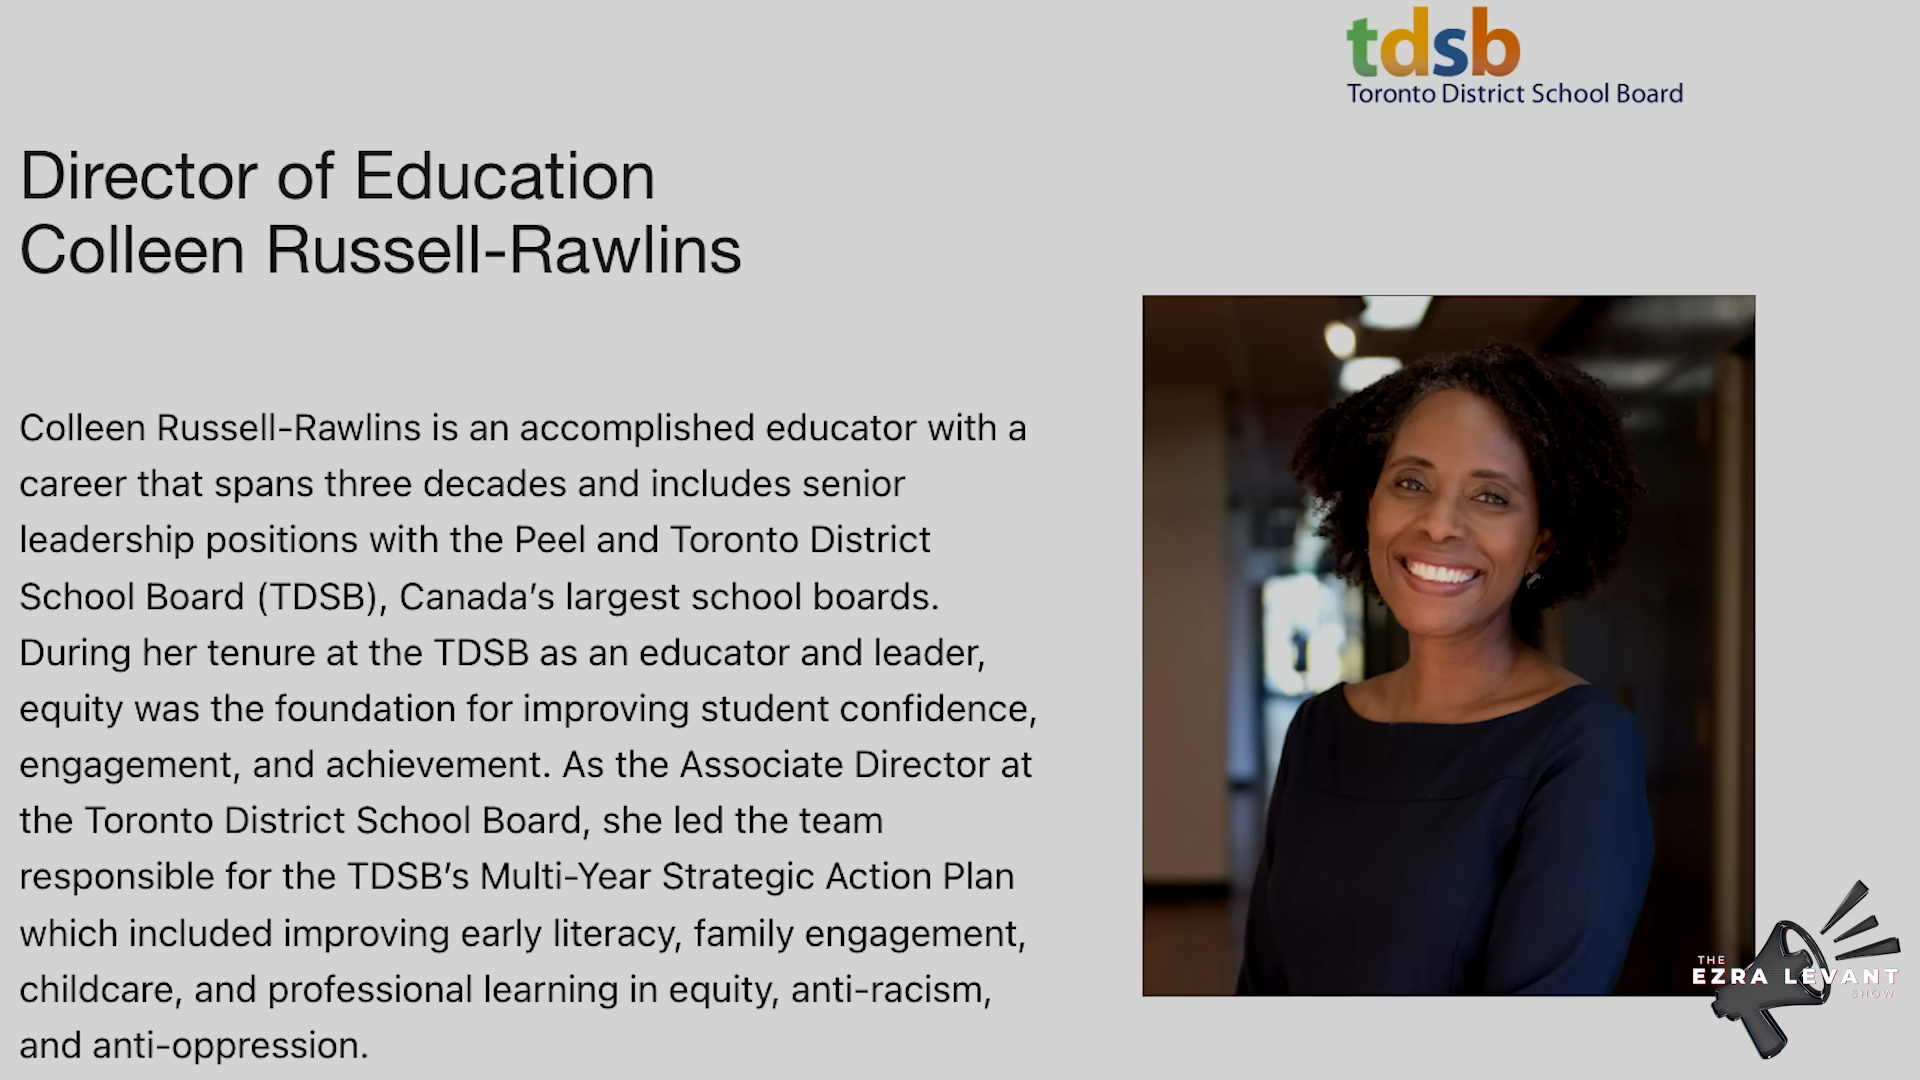 tdsb
Toronto District School Board
Director of Education
Colleen Russell-Rawlins
Colleen Russell-Rawlins is an accomplished educator with a
career that spans three decades and includes senior
leadership positions with the Peel and Toronto District
School Board (TDSB), Canada’s largest school boards.
During her tenure at the TDSB as an educator and leader,
equity was the foundation for improving student confidence,
engagement, and achievement. As the Associate Director at
the Toronto District School Board, she led the team
responsible for the TDSB’s Multi-Year Strategic Action Plan
which included improving early literacy, family engagement,
childcare, and professional learning in equity, anti-racism,
and anti-oppression.
THE
EZRA LEVANT
SHOW